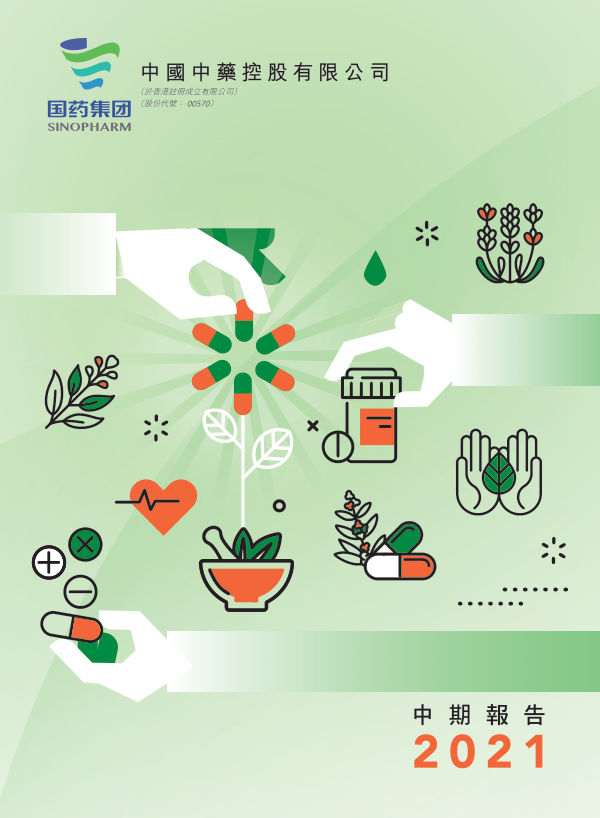 中國中藥控股有限公司
（於香港註冊成立有限公司）
（股份代號： 00570）
国药集团
SINOPHARM
中期報告
2021